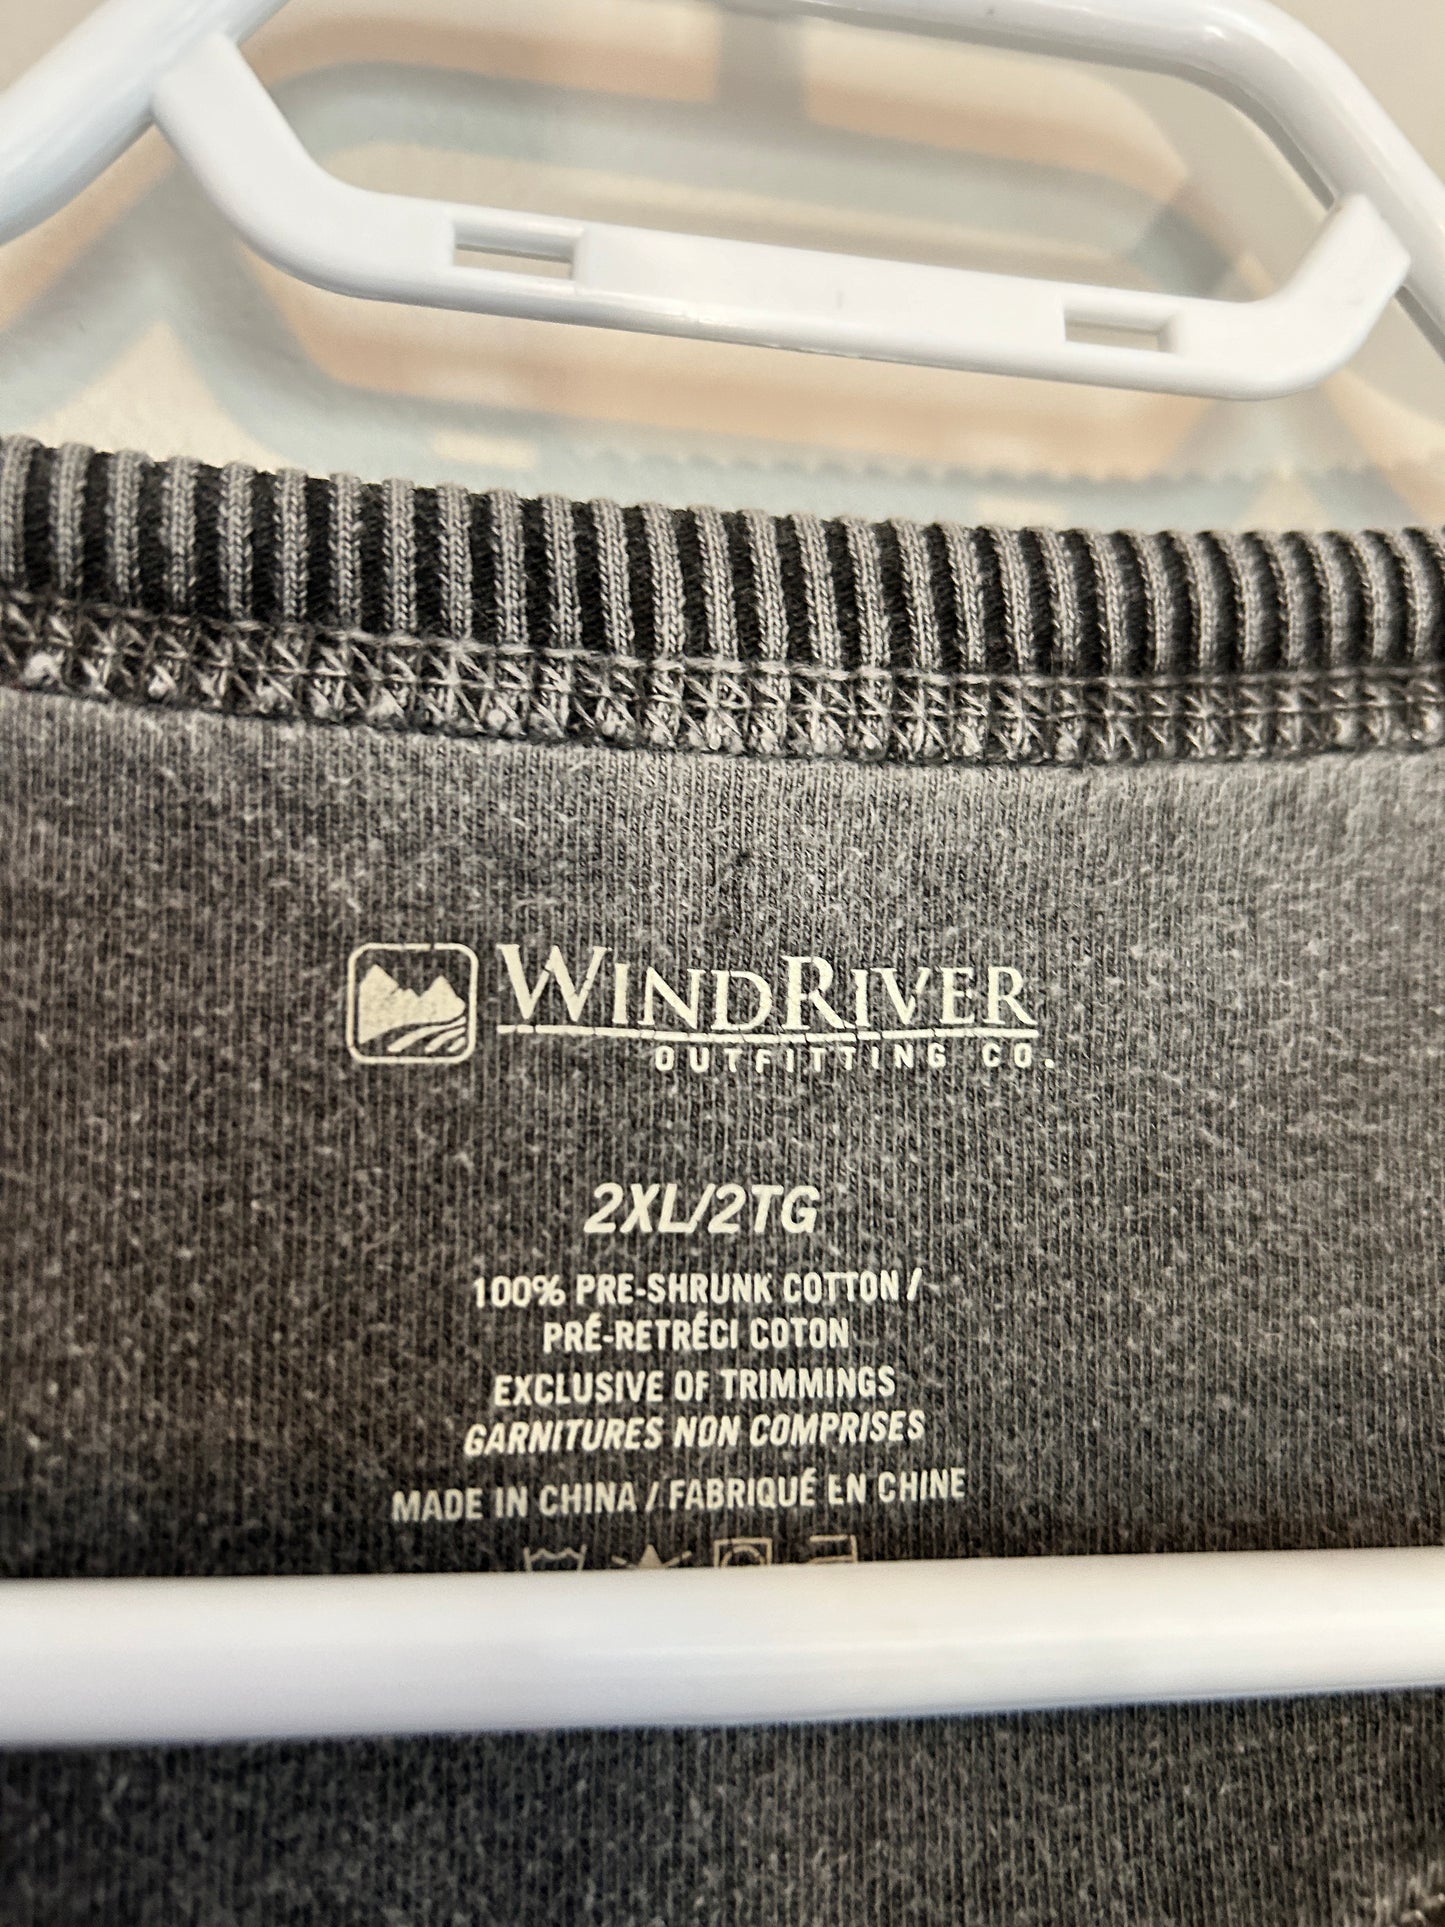 WINDRIVER
OUTFITTING CO.
2XL/2TG
100% PRE-SHRUNK COTTON /
PRÉ-RETRÉCI COTON
EXCLUSIVE OF TRIMMINGS
GARNITURES NON COMPRISES
MADE IN CHINA / FABRIQUÉ EN CHINE